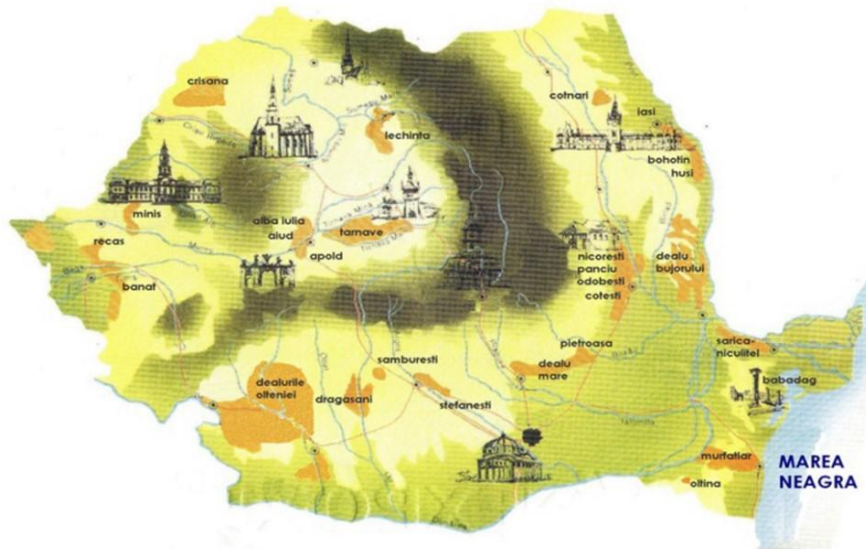 crisana
cotnari
iasi
lechinta
bohotin
husi
minis
alba iulia
aiud
tarnave
apold
recas
banat
nicoresti
panciu
odobesti
cotesti
dealu
bujorului
pietroasa
sarica-
niculitel
samburesti
dealu
mare
babadag
dealurile
olteniei
dragasani
stefanesti
murfatlar
oltina
MAREA
NEAGRA